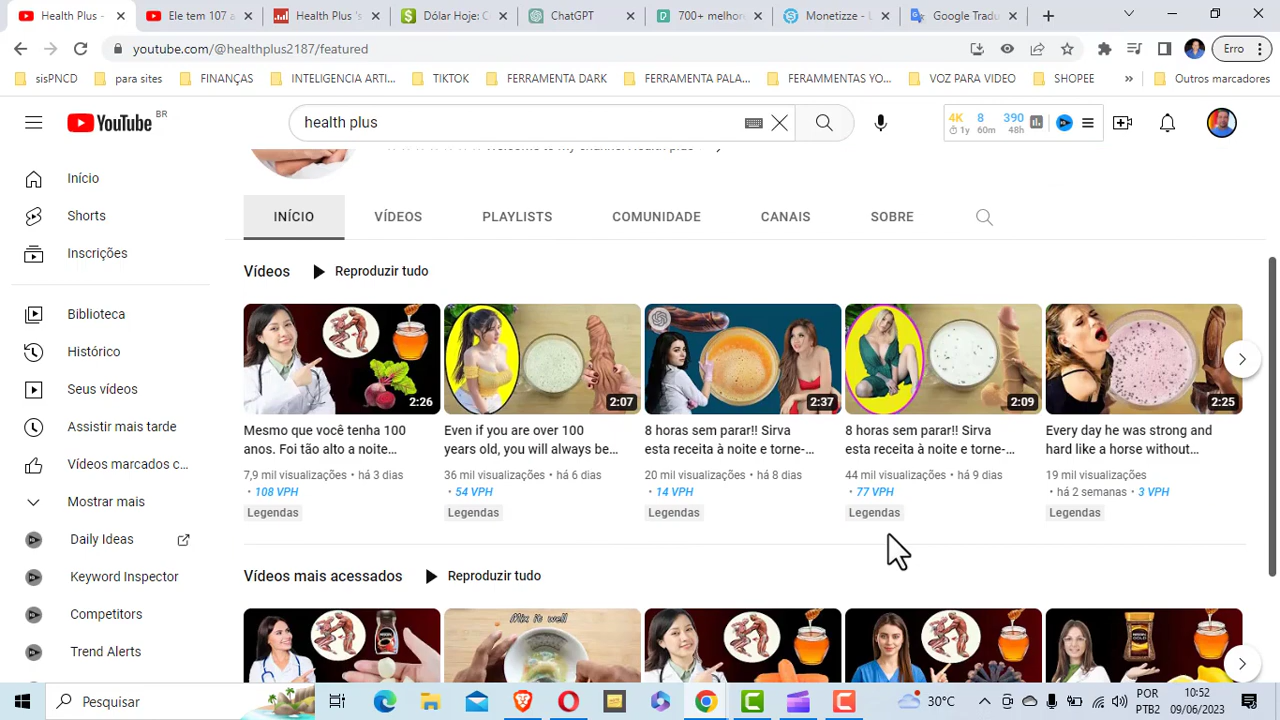 Health Plus -
Ele tem 107 a
Health Plus 's
Dólar Hoje: C
ChatGPT
700+ melhor
Monetizze - L
Google Tradu
youtube.com/@healthplus2187/featured
Erro
sisPNCD
para sites
FINANÇAS
INTELIGENCIA ARTI...
TIKTOK
FERRAMENTA DARK
FERRAMENTA PALA...
FERAMMENTAS YO...
VOZ PARA VIDEO
SHOPEE
»
Outros marcadores
YouTube BR
health plus
4K 8 390
1y 60m 48h
Início
Shorts
Inscrições
Biblioteca
Histórico
Seus vídeos
Assistir mais tarde
Vídeos marcados c...
Mostrar mais
Daily Ideas
Keyword Inspector
Competitors
Trend Alerts
INÍCIO VÍDEOS PLAYLISTS COMUNIDADE CANAIS SOBRE
Vídeos Reproduzir tudo
2:26
Mesmo que você tenha 100
anos. Foi tão alto a noite...
7,9 mil visualizações • há 3 dias
• 108 VPH
Legendas
2:07
Even if you are over 100
years old, you will always be...
36 mil visualizações • há 6 dias
• 54 VPH
Legendas
2:37
8 horas sem parar!! Sirva
esta receita à noite e torne-...
20 mil visualizações • há 8 dias
• 14 VPH
Legendas
2:09
8 horas sem parar!! Sirva
esta receita à noite e torne-...
44 mil visualizações • há 9 dias
• 77 VPH
Legendas
2:25
Every day he was strong and
hard like a horse without...
19 mil visualizações
• há 2 semanas • 3 VPH
Legendas
Vídeos mais acessados Reproduzir tudo
Mix it well
Pesquisar
30°C
POR
PTB2
10:52
09/06/2023